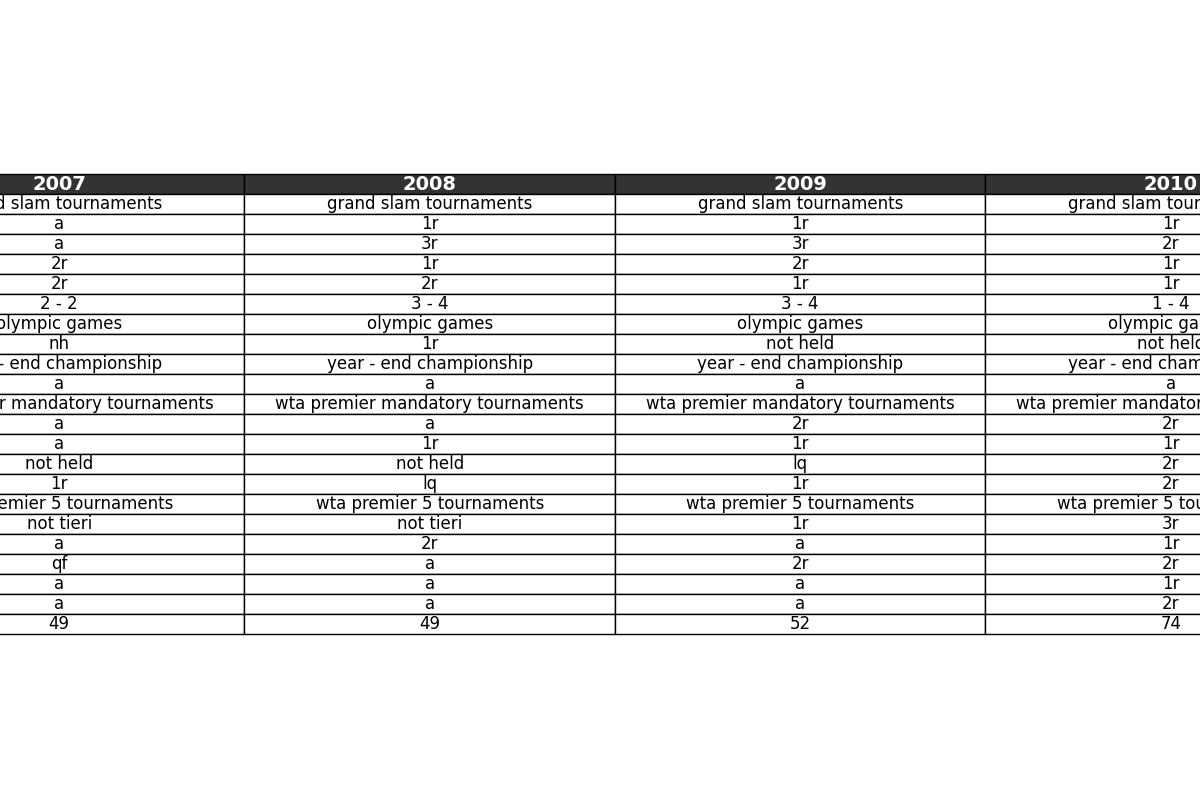 2007 2008 2009 2010
d slam tournaments grand slam tournaments grand slam tournaments grand slam tour
a 1r 1r 1r
a 3r 3r 2r
2r 1r 2r 1r
2r 2r 1r 1r
2 - 2 3 - 4 3 - 4 1 - 4
olympic games olympic games olympic games olympic ga
nh 1r not held not held
- end championship year - end championship year - end championship year - end cham
a a a a
r mandatory tournaments wta premier mandatory tournaments wta premier mandatory tournaments wta premier mandator
a a 2r 2r
a 1r 1r 1r
not held not held lq 2r
1r lq 1r 2r
emier 5 tournaments wta premier 5 tournaments wta premier 5 tournaments wta premier 5 tou
not tieri not tieri 1r 3r
a 2r a 1r
qf a 2r 2r
a a a 1r
a a a 2r
49 49 52 74